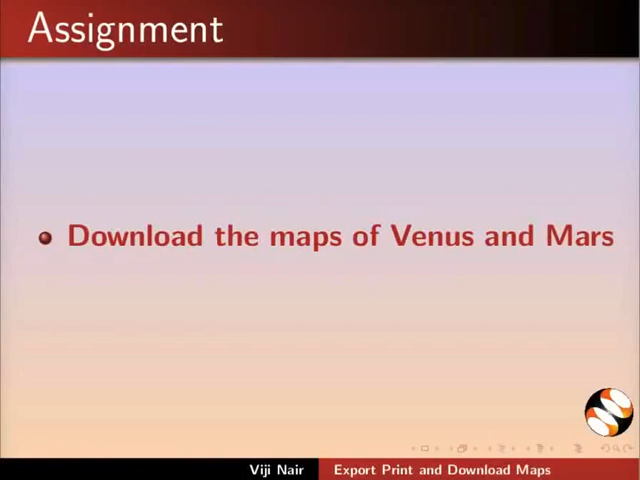 Assignment
Download the maps of Venus and Mars
Viji Nair
Export Print and Download Maps